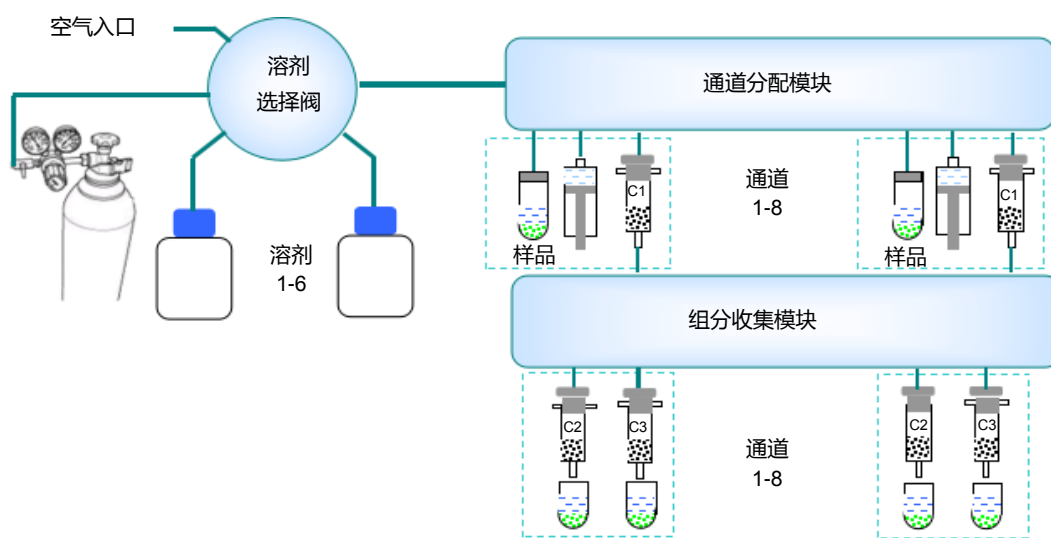 空气入口
溶剂
选择阀
通道分配模块
C1
通道
1-8
C1
样品
样品
溶剂
1-6
组分收集模块
C2
C3
通道
1-8
C2
C3